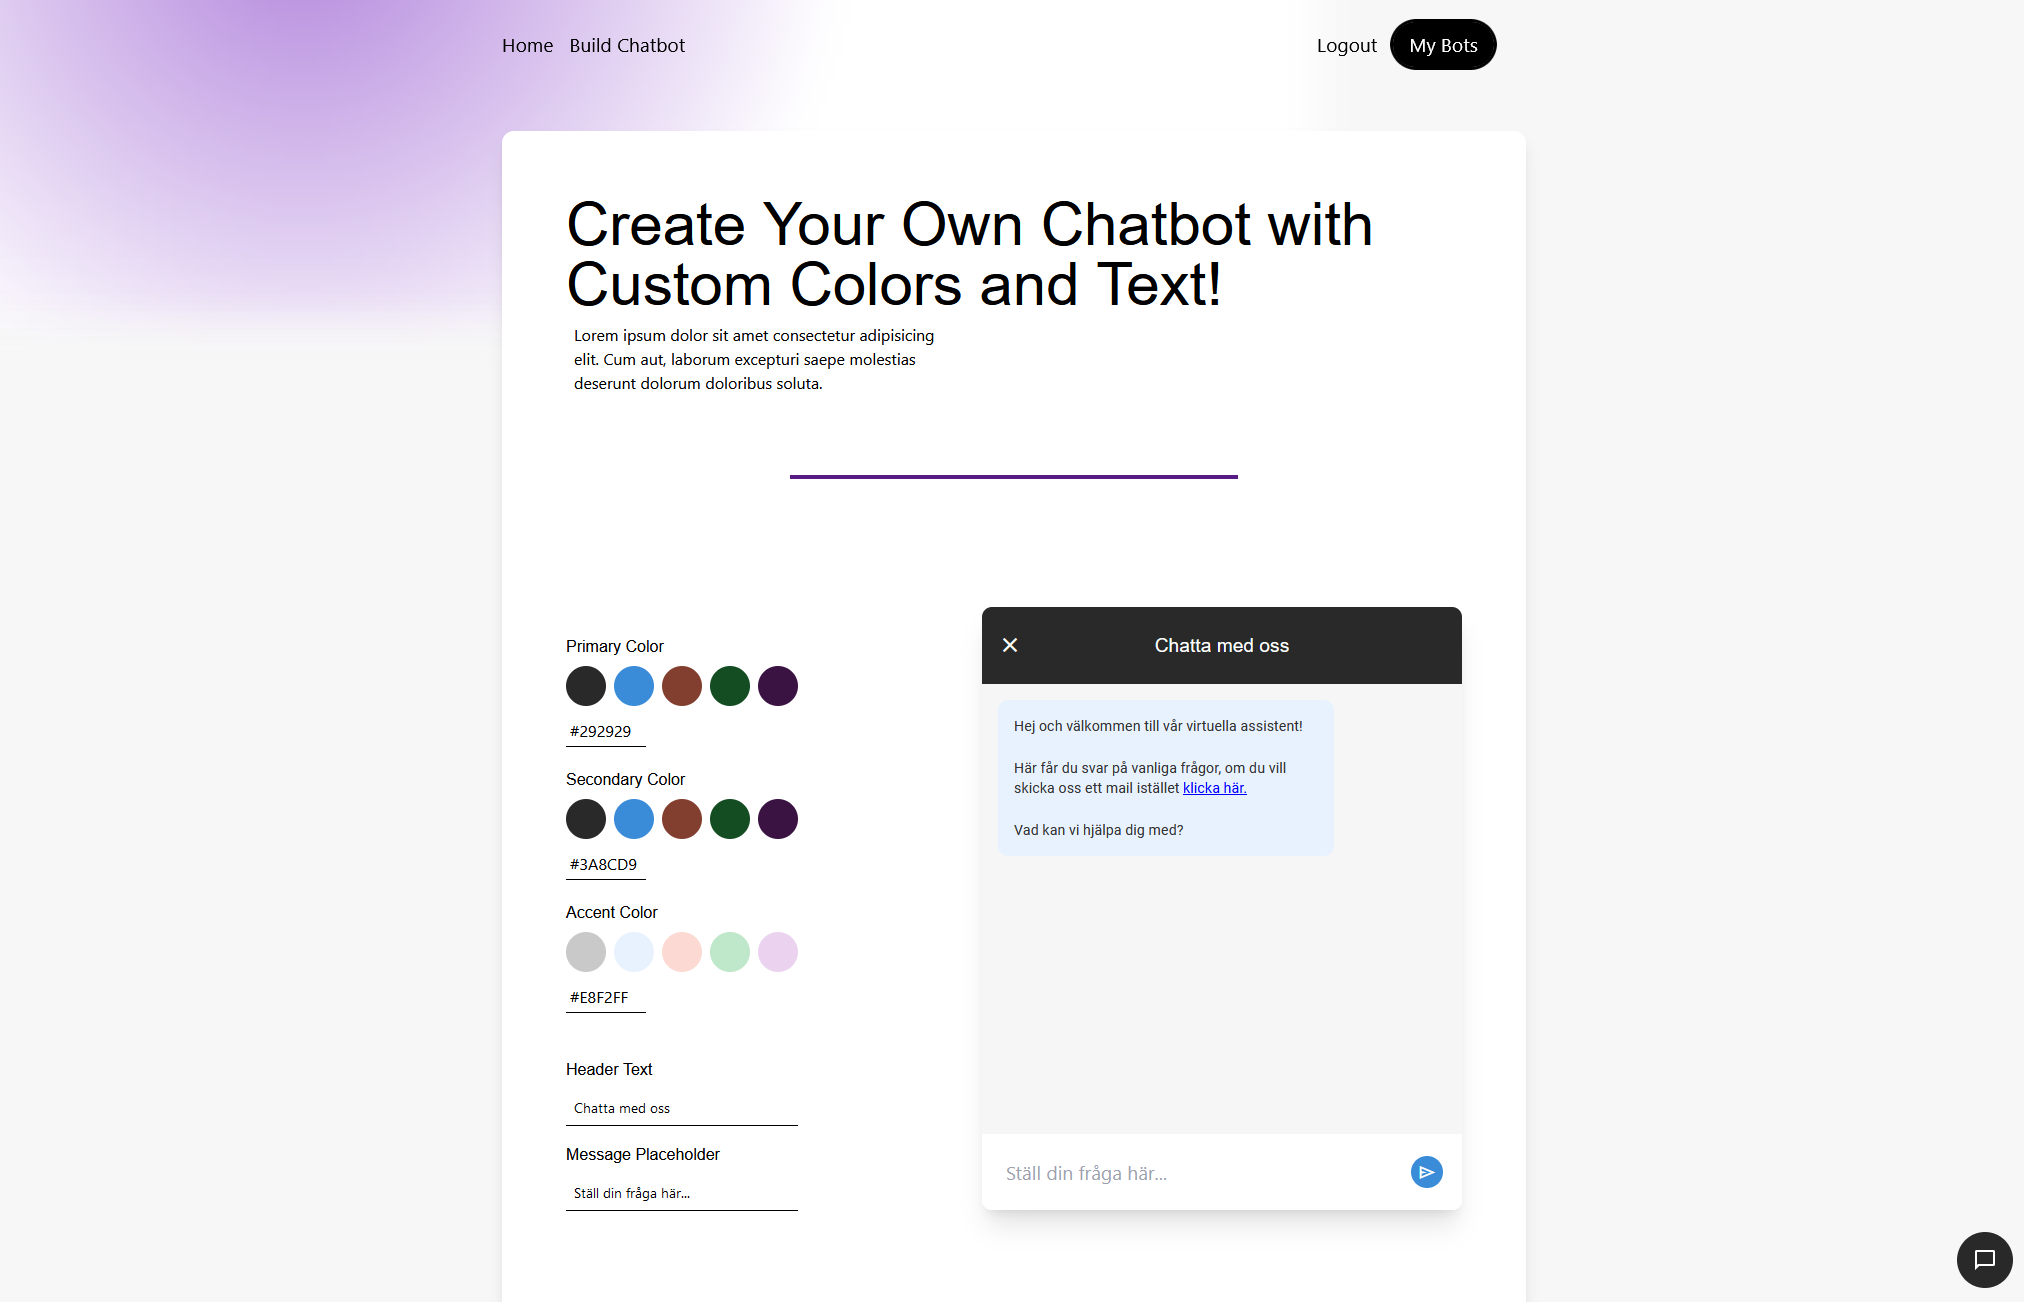 Home Build Chatbot Logout My Bots
Create Your Own Chatbot with
Custom Colors and Text!
Lorem ipsum dolor sit amet consectetur adipisicing
elit. Cum aut, laborum excepturi saepe molestias
deserunt dolorum doloribus soluta.
Primary Color
#292929
Secondary Color
#3A8CD9
Accent Color
#E8F2FF
Header Text
Chatta med oss
Message Placeholder
Ställ din fråga här...
Chatta med oss
Hej och välkommen till vår virtuella assistent!
Här får du svar på vanliga frågor, om du vill
skicka oss ett mail istället klicka här.
Vad kan vi hjälpa dig med?
Ställ din fråga här...